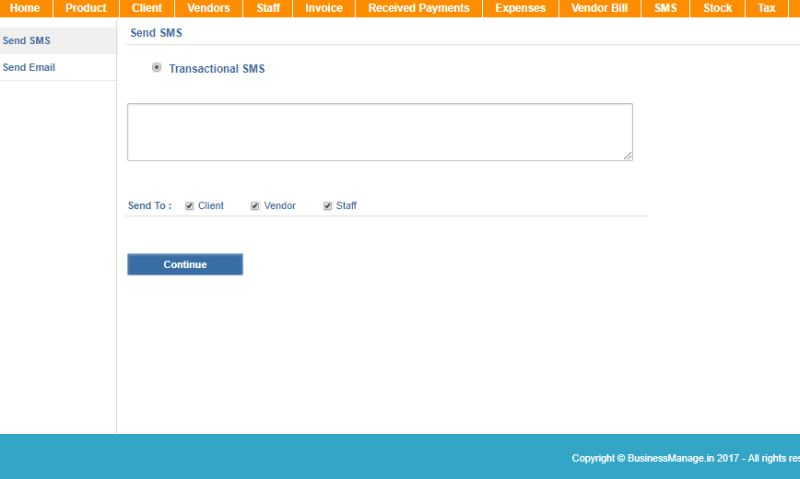 Home Product Client Vendors Staff Invoice Received Payments Expenses Vendor Bill SMS Stock Tax
Send SMS
Send Email
Send SMS
Transactional SMS
Send To : Client Vendor Staff
Continue
Copyright © BusinessManage.in 2017 - All rights res